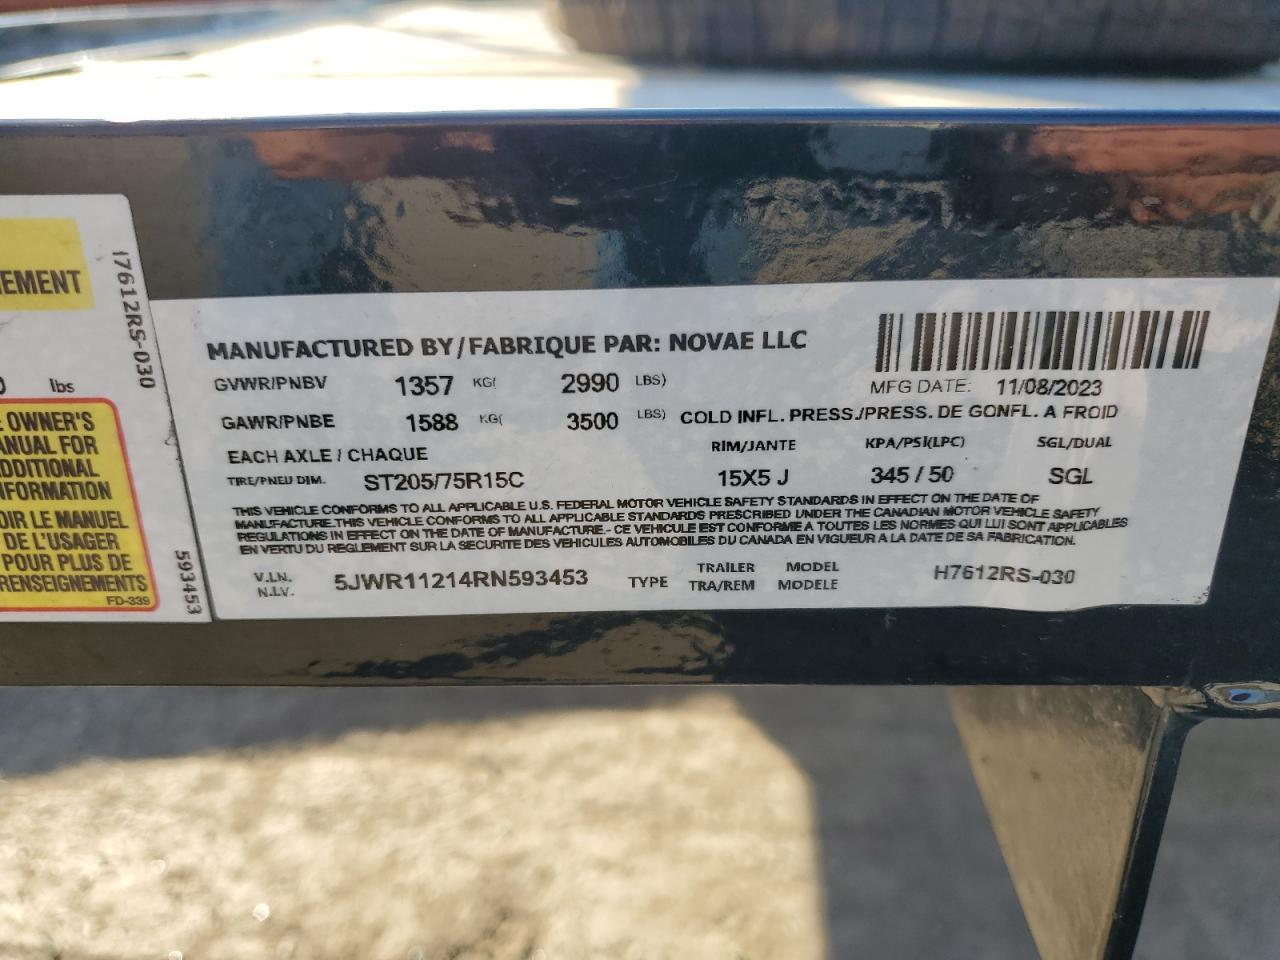 EMENT
lbs
OWNER'S
ANUAL FOR
DDITIONAL
NFORMATION
OIR LE MANUEL
DE L'USAGER
POUR PLUS DE
RENSEIGNEMENTS
FD-339
7612RS-030
593453
MANUFACTURED BY/FABRIQUE PAR: NOVAE LLC
GVWR/PNBV 1357 KG( 2990 LBS) MFG DATE: 11/08/2023
GAWR/PNBE 1588 KG( 3500 LBS) COLD INFL. PRESS./PRESS. DE GONFL. A FROID
EACH AXLE / CHAQUE RIM/JANTE KPA/PSI(LPC) SGL/DUAL
TIRE/PNEU DIM. ST205/75R15C 15X5 J 345 / 50 SGL
THIS VEHICLE CONFORMS TO ALL APPLICABLE U.S. FEDERAL MOTOR VEHICLE SAFETY STANDARDS IN EFFECT ON THE DATE OF
MANUFACTURE.THIS VEHICLE CONFORMS TO ALL APPLICABLE STANDARDS PRESCRIBED UNDER THE CANADIAN MOTOR VEHICLE SAFETY
REGULATIONS IN EFFECT ON THE DATE OF MANUFACTURE.- CE VEHICULE EST CONFORME A TOUTES LES NORMES QUI LUI SONT APPLICABLES
EN VERTU DU REGLEMENT SUR LA SECURITE DES VEHICULES AUTOMOBILES DU CANADA EN VIGUEUR A LA DATE DE SA FABRICATION.
V.I.N. 5JWR11214RN593453 TYPE TRAILER MODEL H7612RS-030
N.I.V. TRA/REM MODELE